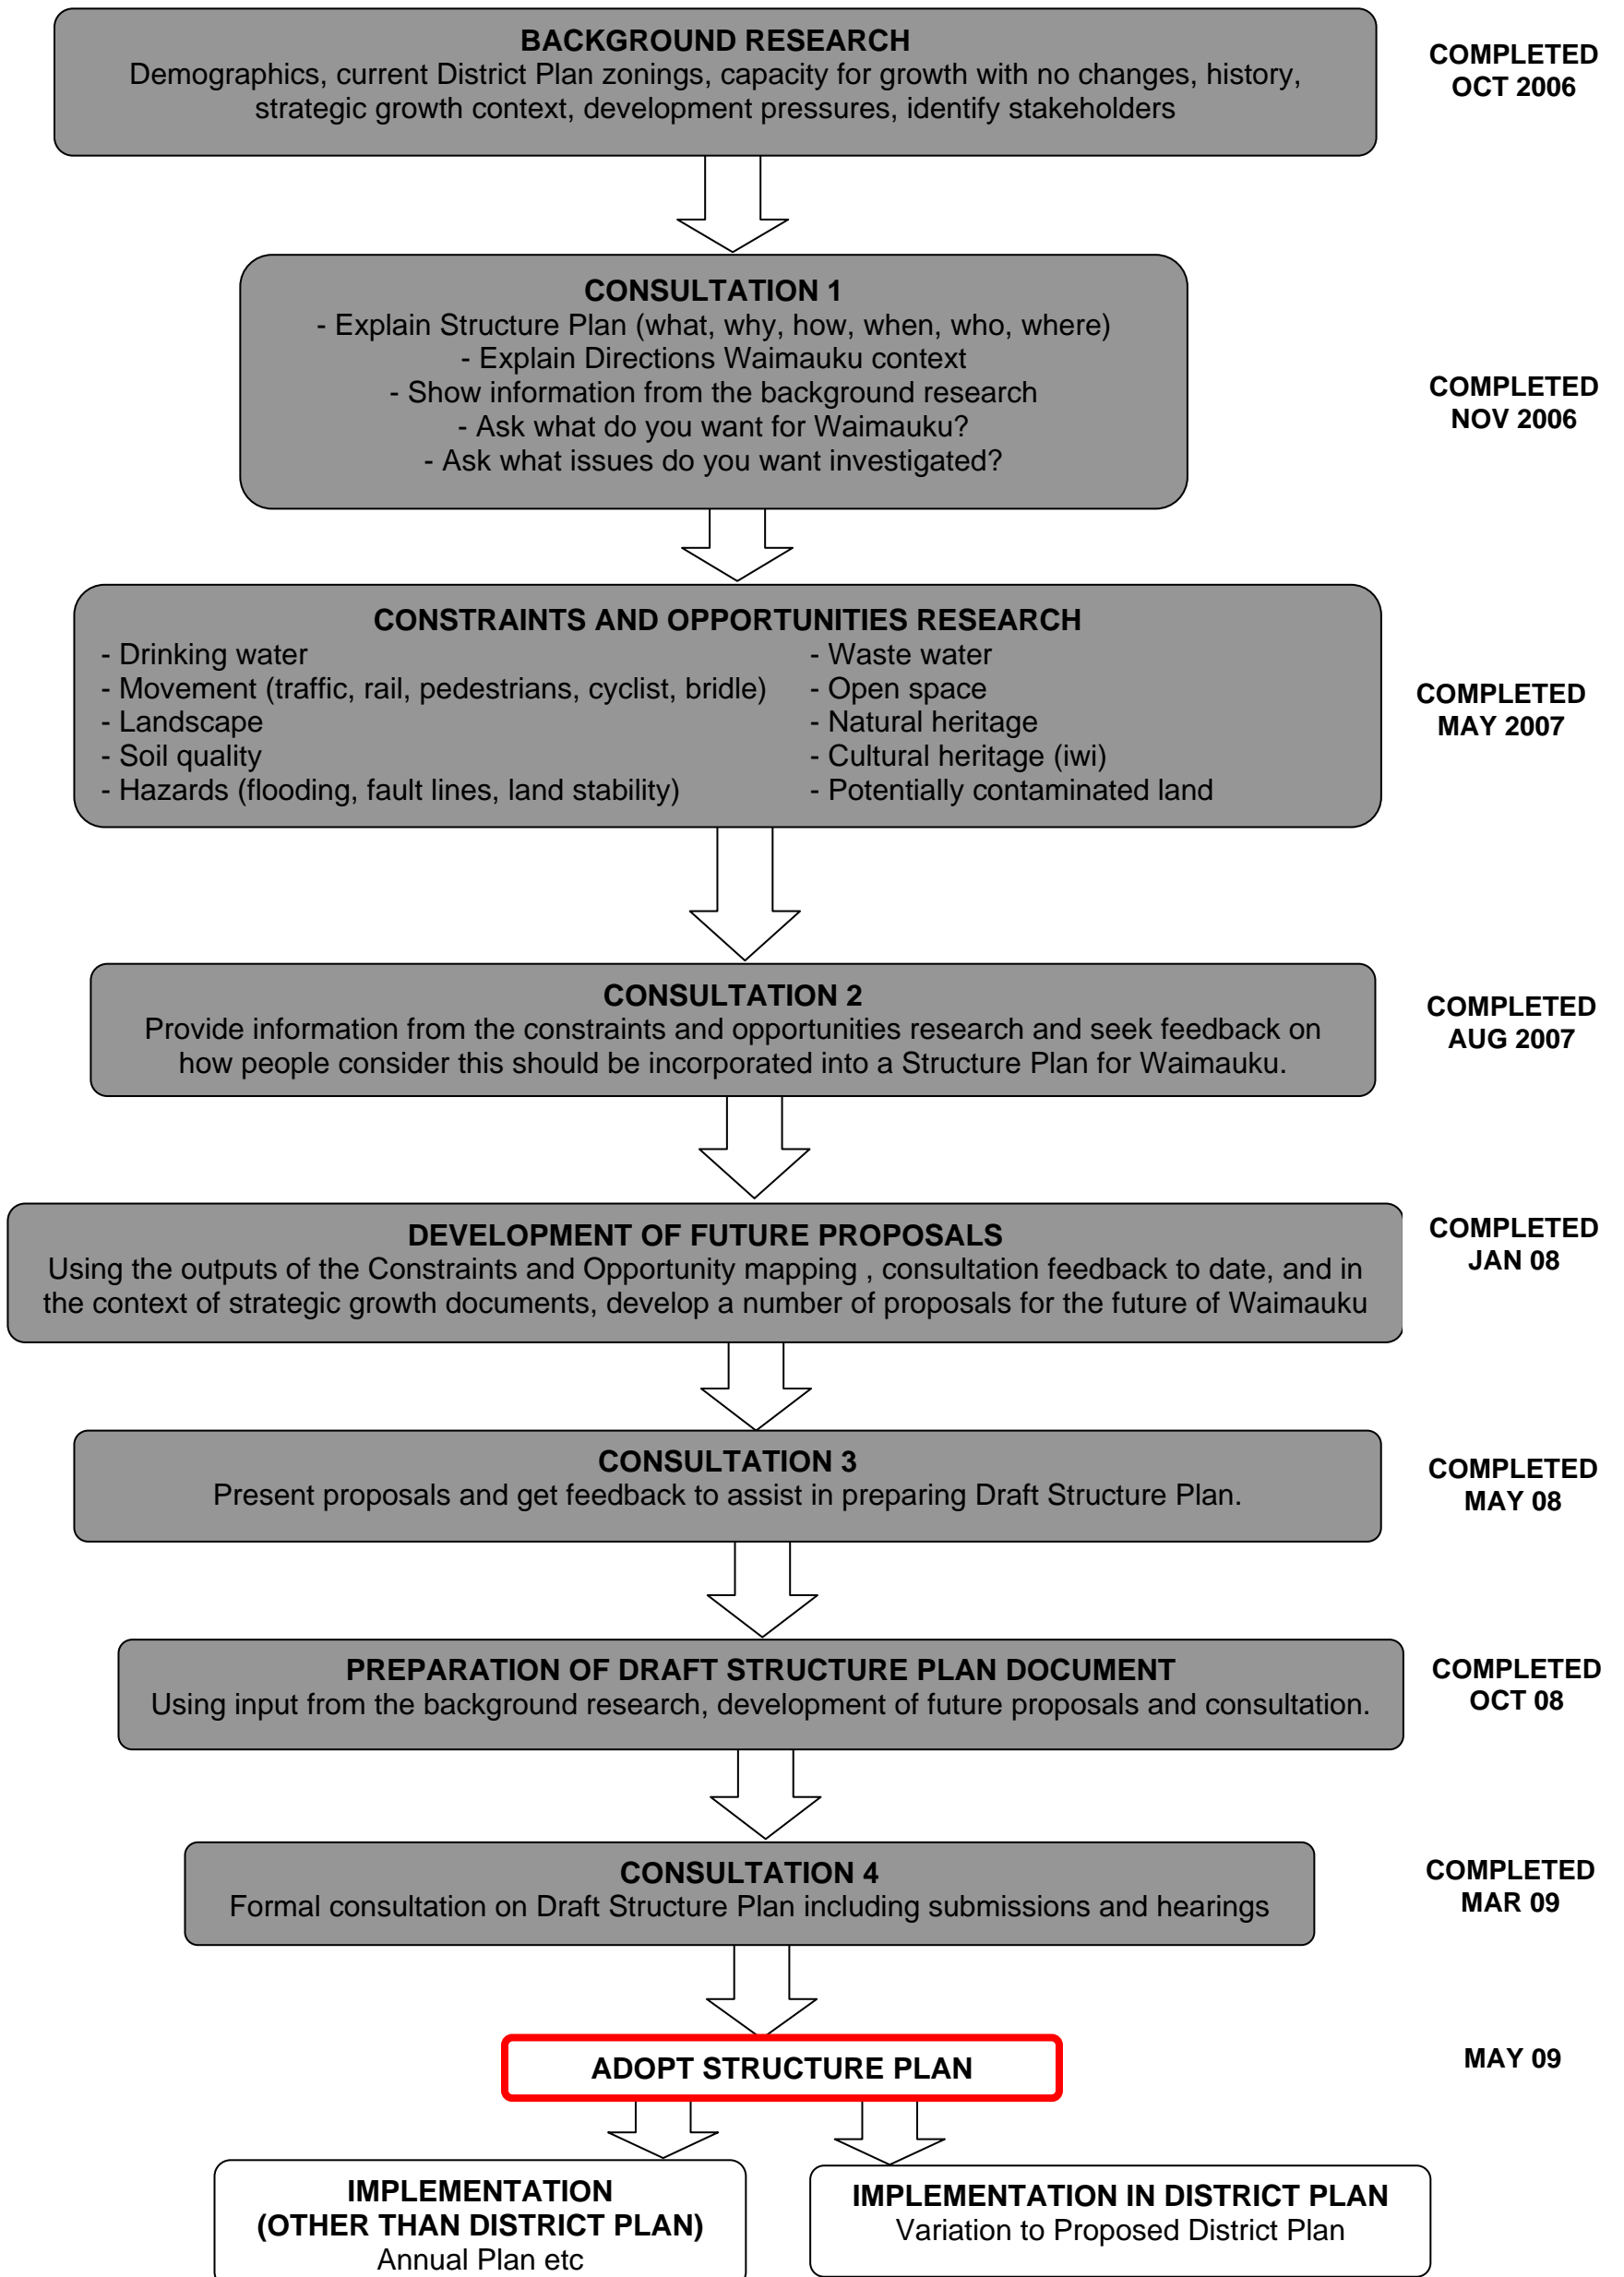 BACKGROUND RESEARCH
Demographics, current District Plan zonings, capacity for growth with no changes, history,
strategic growth context, development pressures, identify stakeholders
COMPLETED
OCT 2006
CONSULTATION 1
- Explain Structure Plan (what, why, how, when, who, where)
- Explain Directions Waimauku context
- Show information from the background research
- Ask what do you want for Waimauku?
- Ask what issues do you want investigated?
COMPLETED
NOV 2006
CONSTRAINTS AND OPPORTUNITIES RESEARCH
- Drinking water
- Movement (traffic, rail, pedestrians, cyclist, bridle)
- Landscape
- Soil quality
- Hazards (flooding, fault lines, land stability)
- Waste water
- Open space
- Natural heritage
- Cultural heritage (iwi)
- Potentially contaminated land
COMPLETED
MAY 2007
CONSULTATION 2
Provide information from the constraints and opportunities research and seek feedback on
how people consider this should be incorporated into a Structure Plan for Waimauku.
COMPLETED
AUG 2007
DEVELOPMENT OF FUTURE PROPOSALS
Using the outputs of the Constraints and Opportunity mapping , consultation feedback to date, and in
the context of strategic growth documents, develop a number of proposals for the future of Waimauku
COMPLETED
JAN 08
CONSULTATION 3
Present proposals and get feedback to assist in preparing Draft Structure Plan.
COMPLETED
MAY 08
PREPARATION OF DRAFT STRUCTURE PLAN DOCUMENT
Using input from the background research, development of future proposals and consultation.
COMPLETED
OCT 08
CONSULTATION 4
Formal consultation on Draft Structure Plan including submissions and hearings
COMPLETED
MAR 09
ADOPT STRUCTURE PLAN
MAY 09
IMPLEMENTATION
(OTHER THAN DISTRICT PLAN)
Annual Plan etc
IMPLEMENTATION IN DISTRICT PLAN
Variation to Proposed District Plan